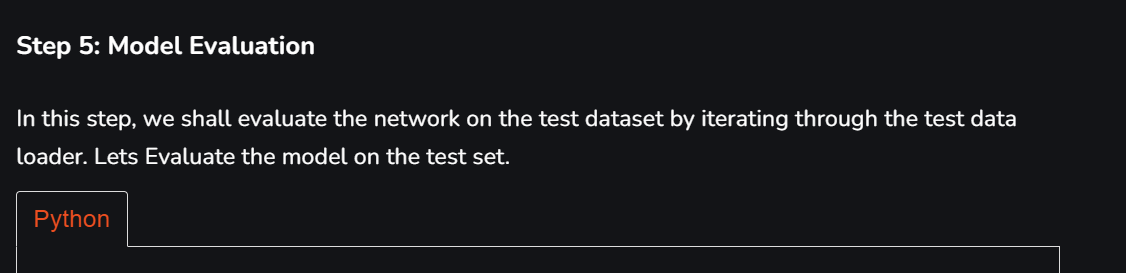 Step 5: Model Evaluation
In this step, we shall evaluate the network on the test dataset by iterating through the test data
loader. Lets Evaluate the model on the test set.
Python